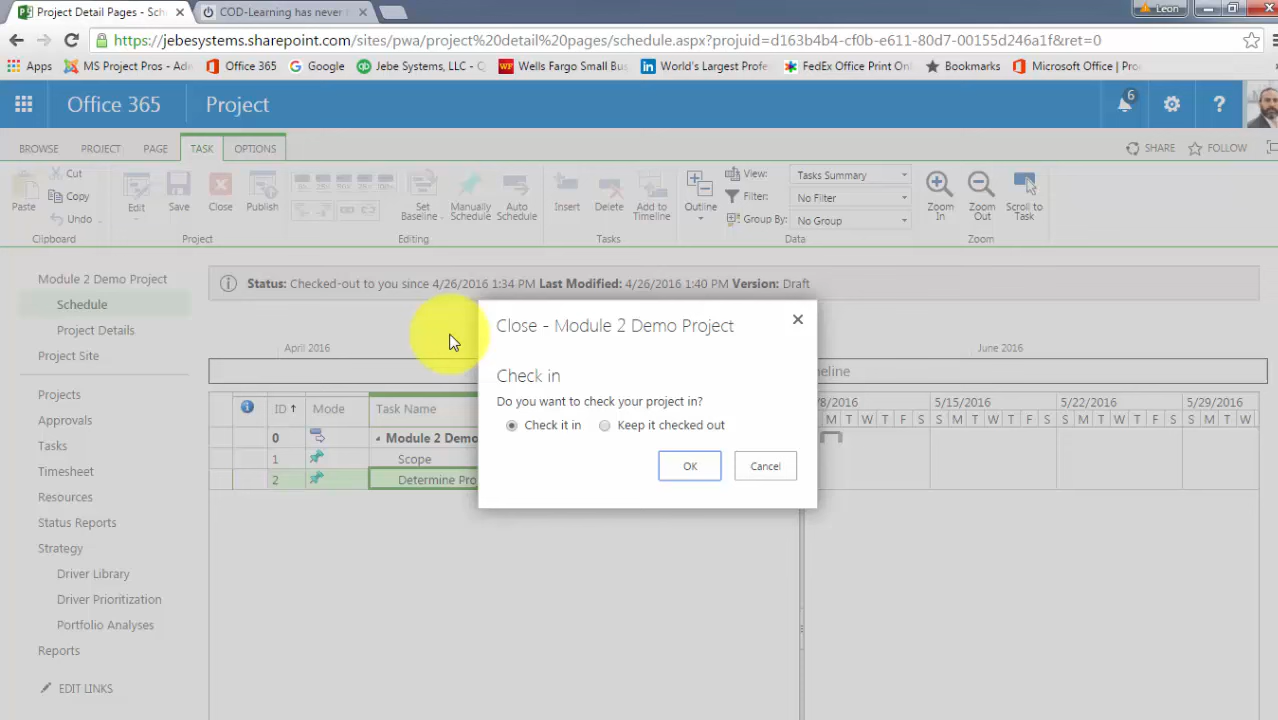 Project Detail Pages - Sch
COD-Learning has never
Leon
https://jebesystems.sharepoint.com/sites/pwa/project%20detail%20pages/schedule.aspx?projuid=d163b4b4-cf0b-e611-80d7-00155d246a1f&ret=0
Apps MS Project Pros - Adv Office 365 Google Jebe Systems, LLC - Q Wells Fargo Small Bus World's Largest Profe FedEx Office Print Onl Bookmarks Microsoft Office | Pro
Office 365 Project 6 ?
BROWSE PROJECT PAGE TASK OPTIONS SHARE FOLLOW
Paste Cut Copy Undo Clipboard
Edit Save Close Publish Project
Set Baseline Manually Schedule Auto Schedule Editing
Insert Delete Add to Timeline Tasks
Outline View: Tasks Summary
Filter: No Filter
Group By: No Group
Data
Zoom In Zoom Out Scroll to Task Zoom
Module 2 Demo Project
Schedule
Project Details
Project Site
Projects
Approvals
Tasks
Timesheet
Resources
Status Reports
Strategy
Driver Library
Driver Prioritization
Portfolio Analyses
Reports
EDIT LINKS
Status: Checked-out to you since 4/26/2016 1:34 PM Last Modified: 4/26/2016 1:40 PM Version: Draft
April 2016 June 2016
meline
ID Mode Task Name
0 Module 2 Demo
1 Scope
2 Determine Pro
/8/2016 5/15/2016 5/22/2016 5/29/2016
M T W T F S S M T W T F S S M T W T F S S M T W T
Close - Module 2 Demo Project
Check in
Do you want to check your project in?
Check it in Keep it checked out
OK Cancel